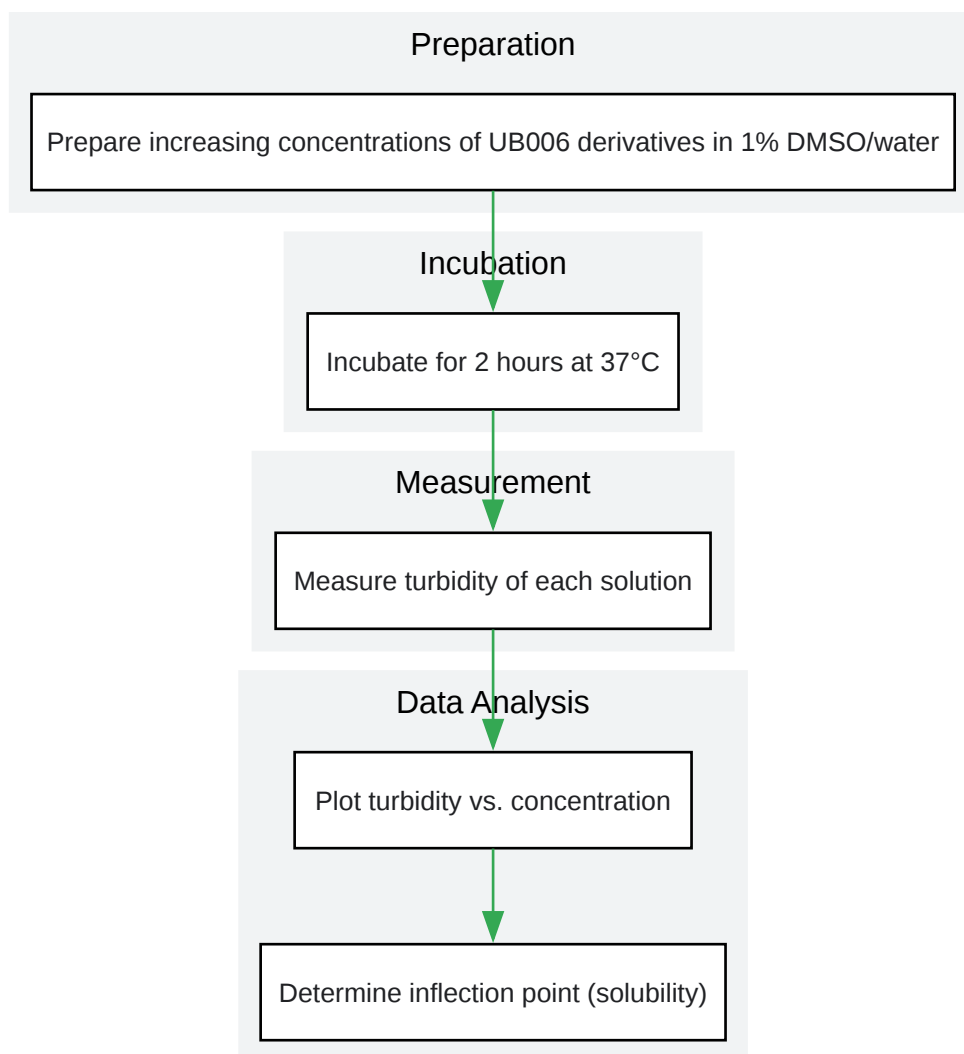 Preparation
Prepare increasing concentrations of UB006 derivatives in 1% DMSO/water
Incubation
Incubate for 2 hours at 37°C
Measurement
Measure turbidity of each solution
Data Analysis
Plot turbidity vs. concentration
Determine inflection point (solubility)